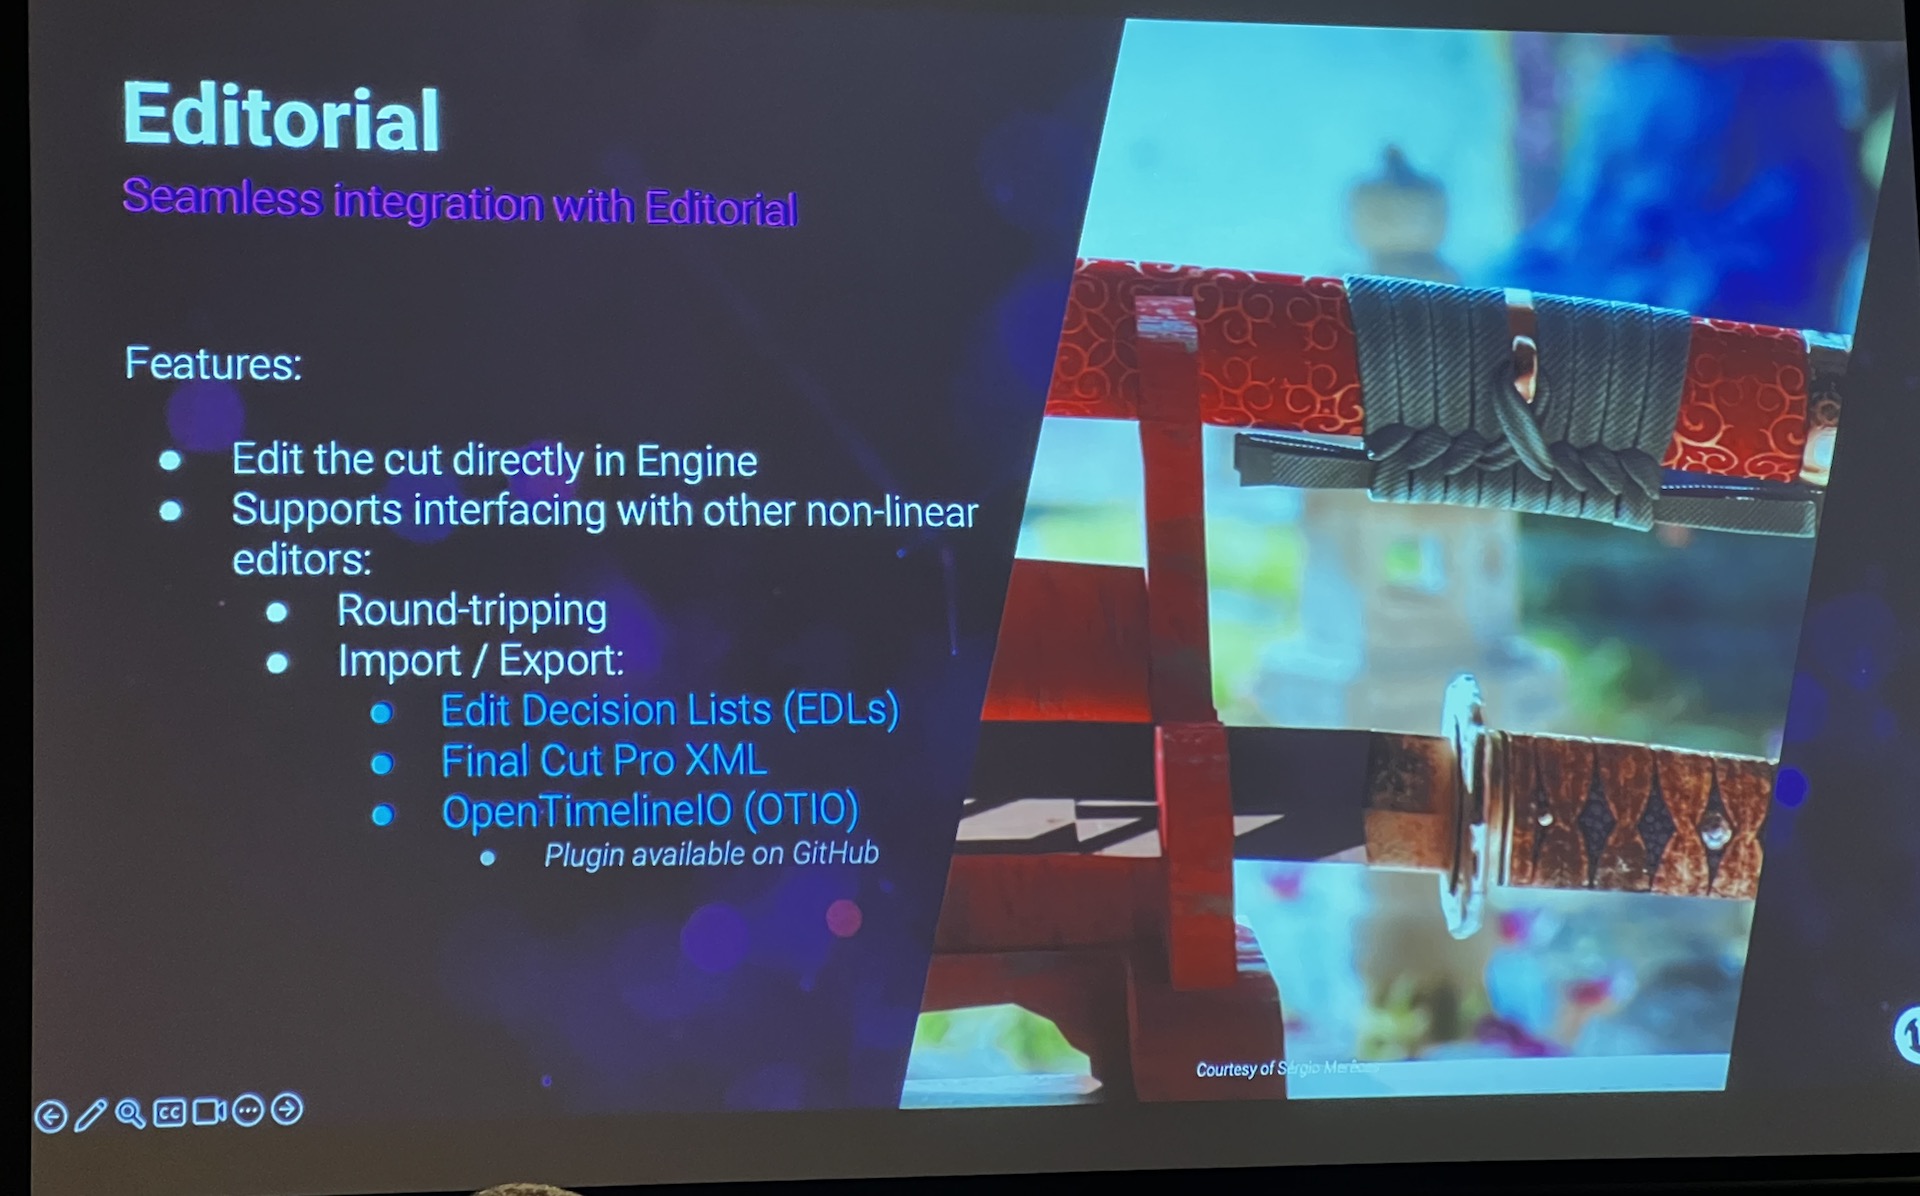 Editorial
Seamless integration with Editorial
Features:
Edit the cut directly in Engine
Supports interfacing with other non-linear
editors:
Round-tripping
Import / Export:
Edit Decision Lists (EDLs)
Final Cut Pro XML
OpenTimelineIO (OTIO)
Plugin available on GitHub
Courtesy of Sérgio
CC